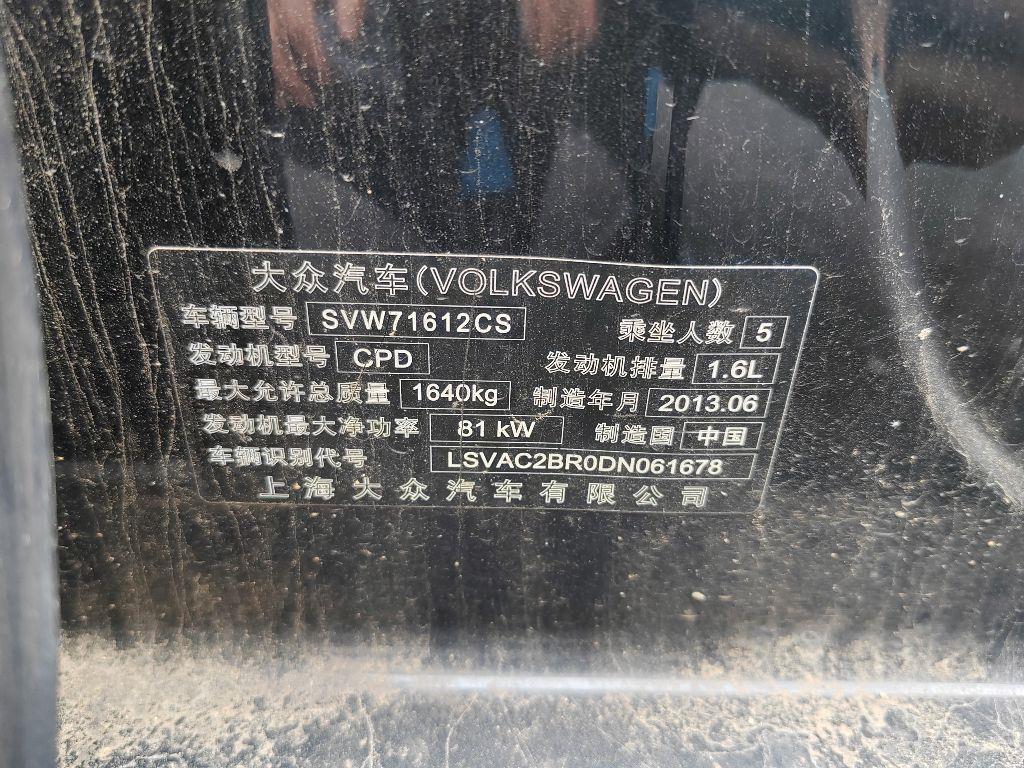 大众汽车(VOLKSWAGEN)
车辆型号 SVW71612CS 乘坐人数 5
发动机型号 CPD 发动机排量 1.6L
最大允许总质量 1640kg 制造年月 2013.06
发动机最大净功率 81 kW 制造国 中国
车辆识别代号 LSVAC2BR0DN061678
上海大众汽车有限公司